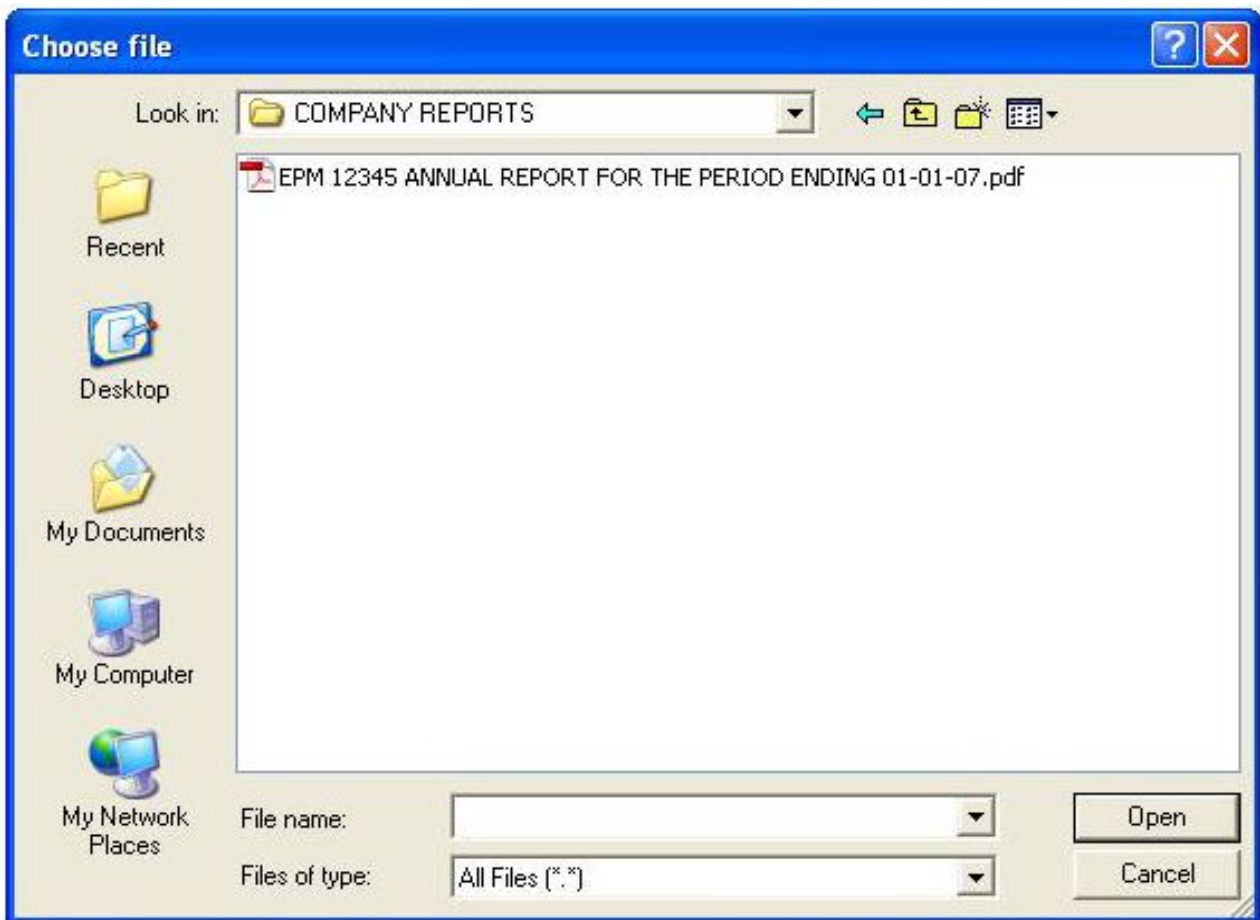 Choose file
Look in: COMPANY REPORTS
EPM 12345 ANNUAL REPORT FOR THE PERIOD ENDING 01-01-07.pdf
Recent
Desktop
My Documents
My Computer
My Network
Places
File name:
Open
Files of type: All Files (*.*)
Cancel